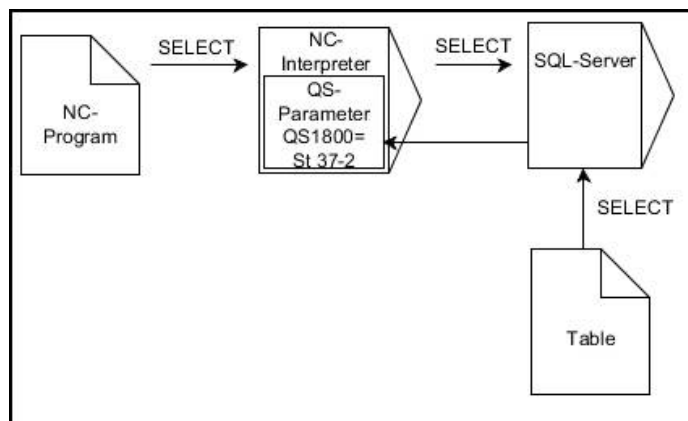 SELECT
NC-
Interpreter
SELECT
SQL-Server
NC-
Program
QS-
Parameter
QS1800=
St 37-2
SELECT
Table